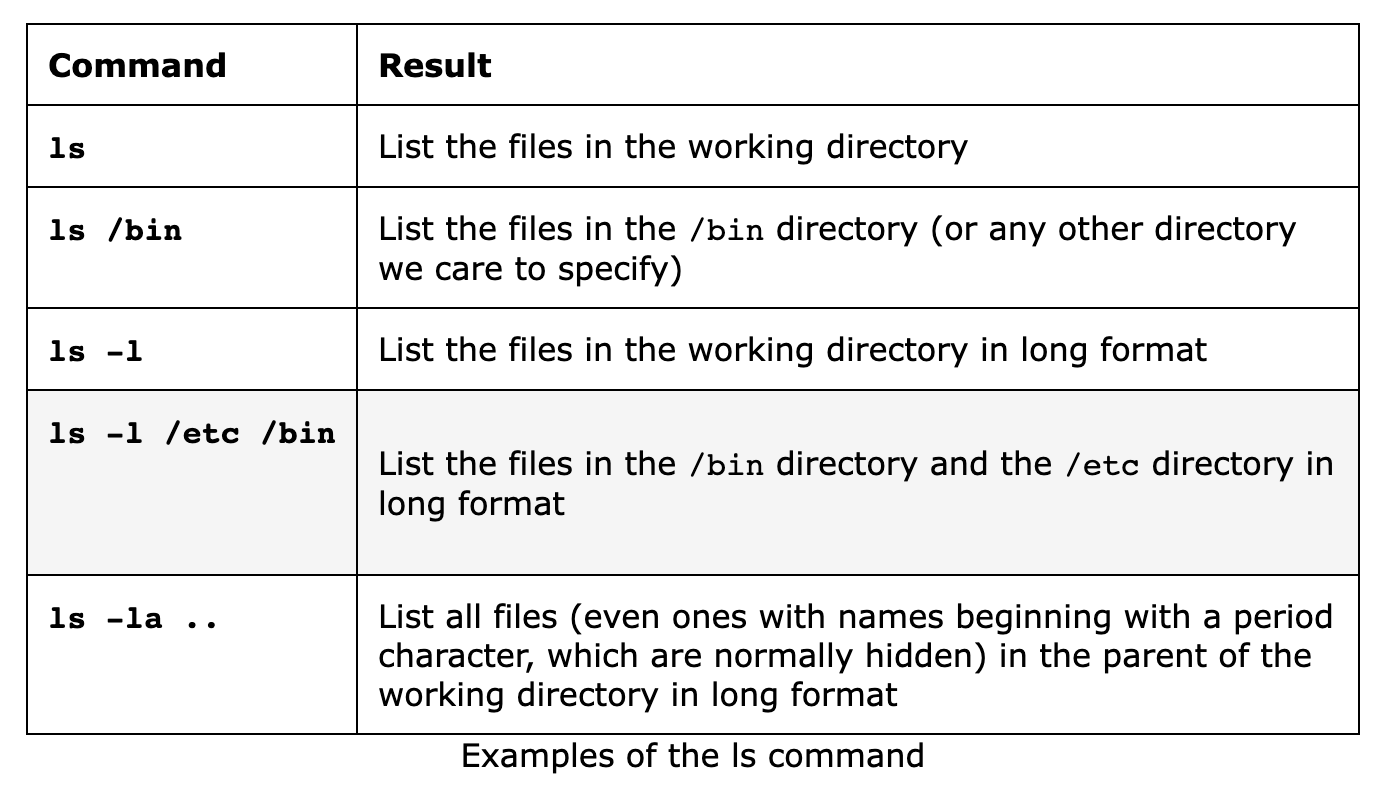 Command Result
ls List the files in the working directory
ls /bin List the files in the /bin directory (or any other directory
we care to specify)
ls -l List the files in the working directory in long format
ls -l /etc /bin
List the files in the /bin directory and the /etc directory in
long format
ls -la .. List all files (even ones with names beginning with a period
character, which are normally hidden) in the parent of the
working directory in long format
Examples of the ls command